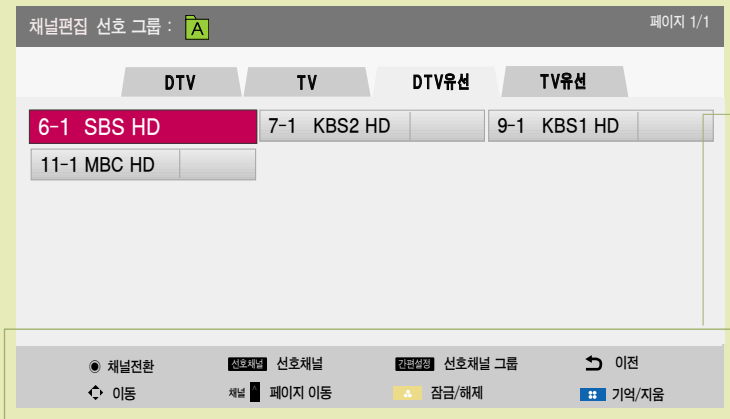 채널편집 선호 그룹 : A 페이지 1/1
DTV TV DTV유선 TV유선
6-1 SBS HD 7-1 KBS2 HD 9-1 KBS1 HD
11-1 MBC HD
채널전환 선호채널 선호채널 간편설정 선호채널 그룹 이전
이동 채널 ^ 페이지 이동 잠금/해제 기억/지움